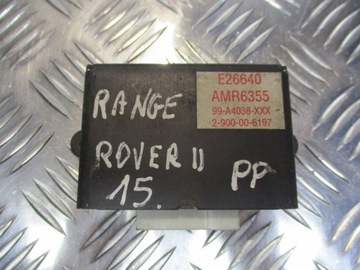 E26640
AMR6355
99-A4038-XXX
2-900-00-6197
RANGE
ROVER II
15.
PP